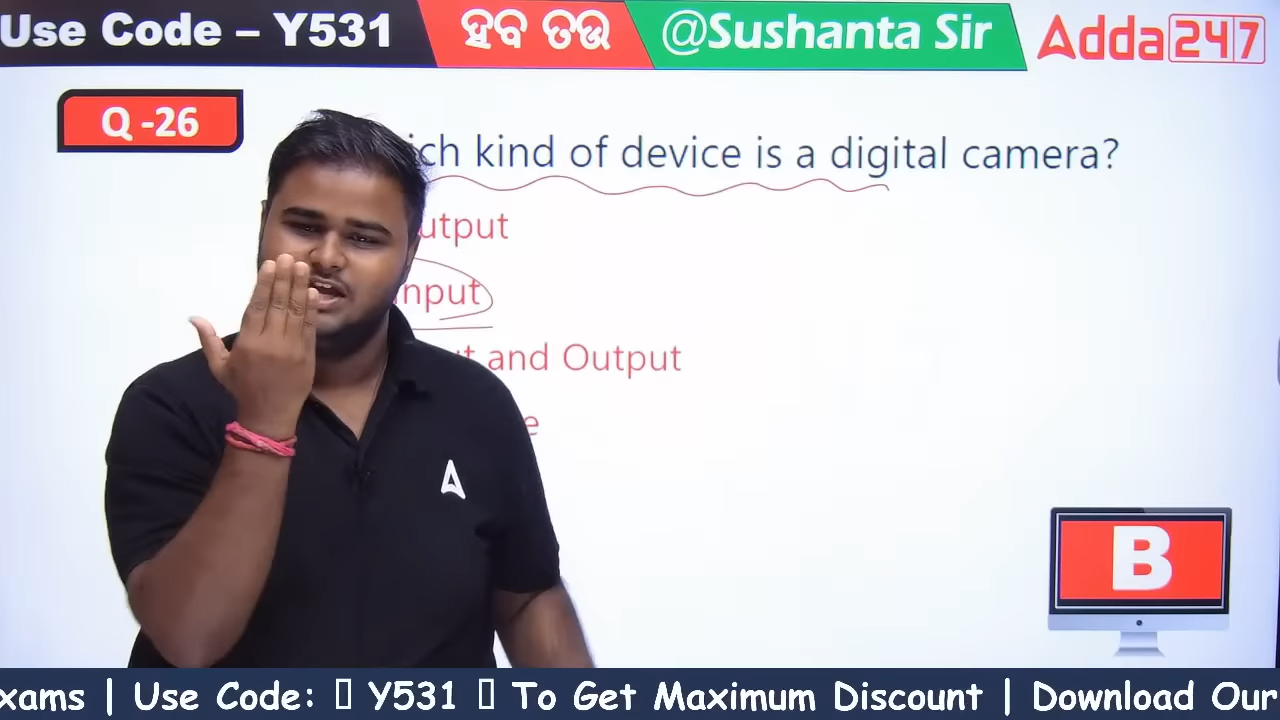 Use Code – Y531 ହବ ତଉ @Sushanta Sir Adda247
Q -26
ich kind of device is a digital camera?
utput
nput
t and Output
e
B
xams | Use Code: Y531 To Get Maximum Discount | Download Our